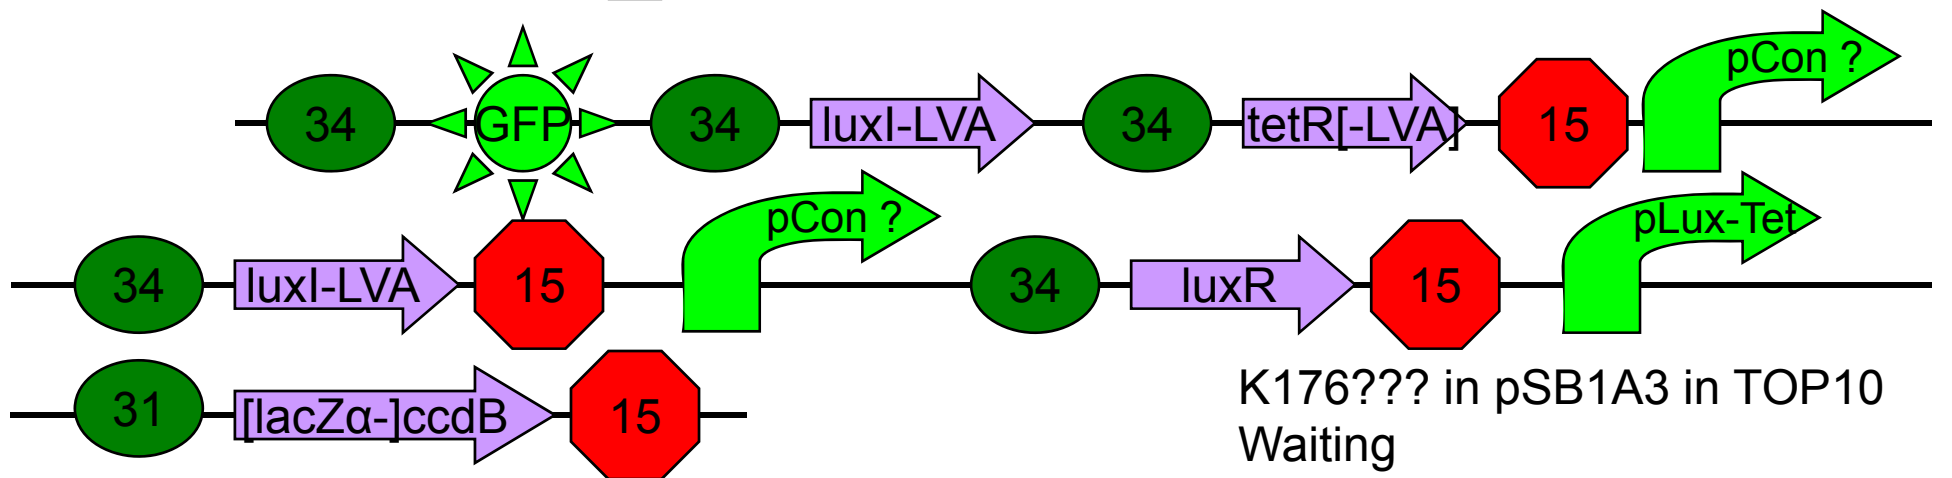 34 GFP 34 luxI-LVA 34 tetR[-LVA] 15 pCon ?
34 luxI-LVA 15 pCon ? 34 luxR 15 pLux-Tet
31 [lacZα-]ccdB 15
K176??? in pSB1A3 in TOP10
Waiting